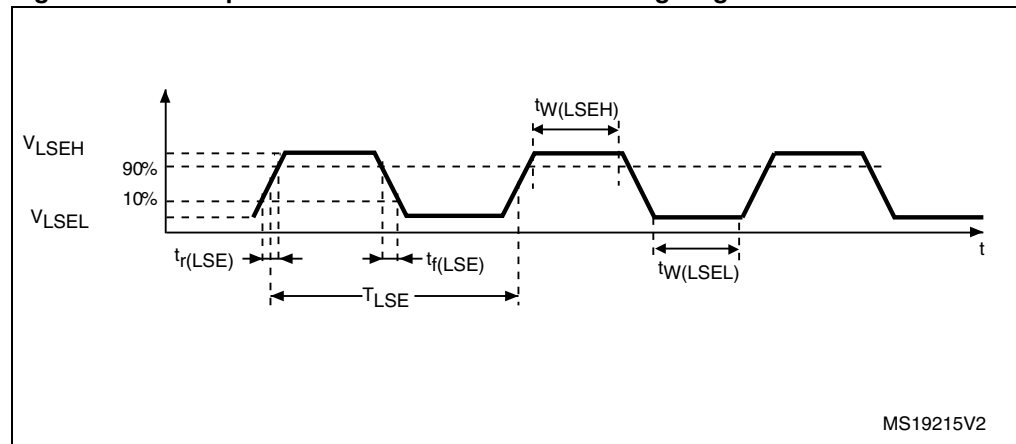 tW(LSEH)
VLSEH
90%
10%
VLSEL
tr(LSE)
tf(LSE)
tW(LSEL)
t
TLSE
MS19215V2